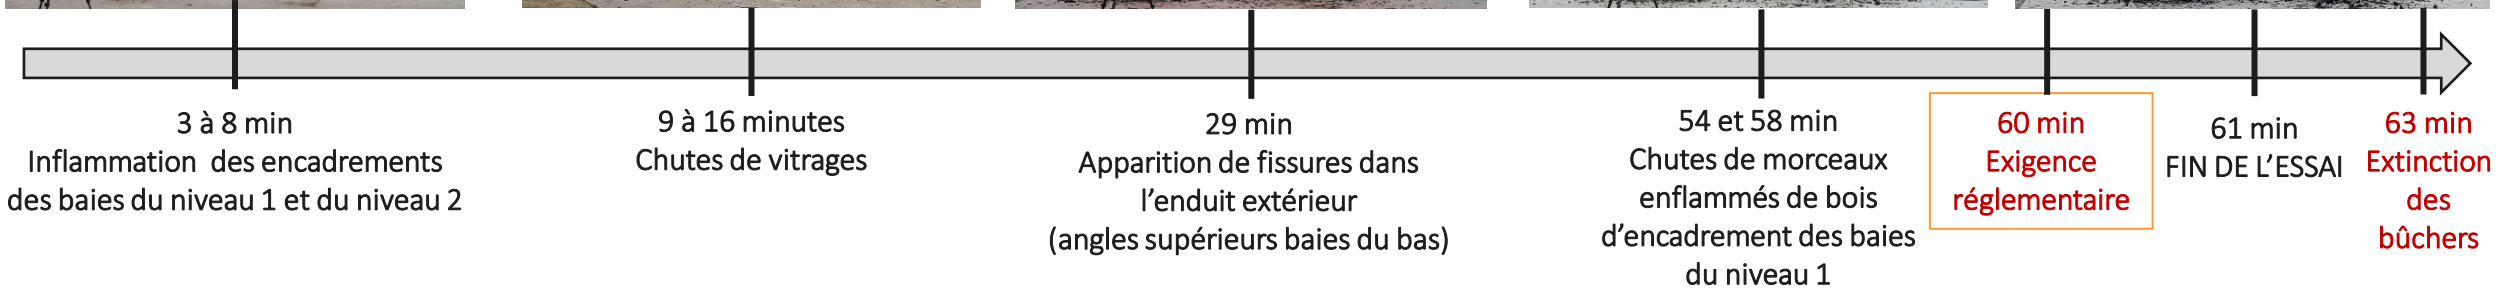 3 à 8 min
Inflammation des encadrements
des baies du niveau 1 et du niveau 2
9 à 16 minutes
Chutes de vitrages
29 min
Apparition de fissures dans
l’enduit extérieur
(angles supérieurs baies du bas)
54 et 58 min
Chutes de morceaux
enflammés de bois
d’encadrement des baies
du niveau 1
60 min
Exigence
réglementaire
61 min
FIN DE L’ESSAI
63 min
Extinction
des
bûchers